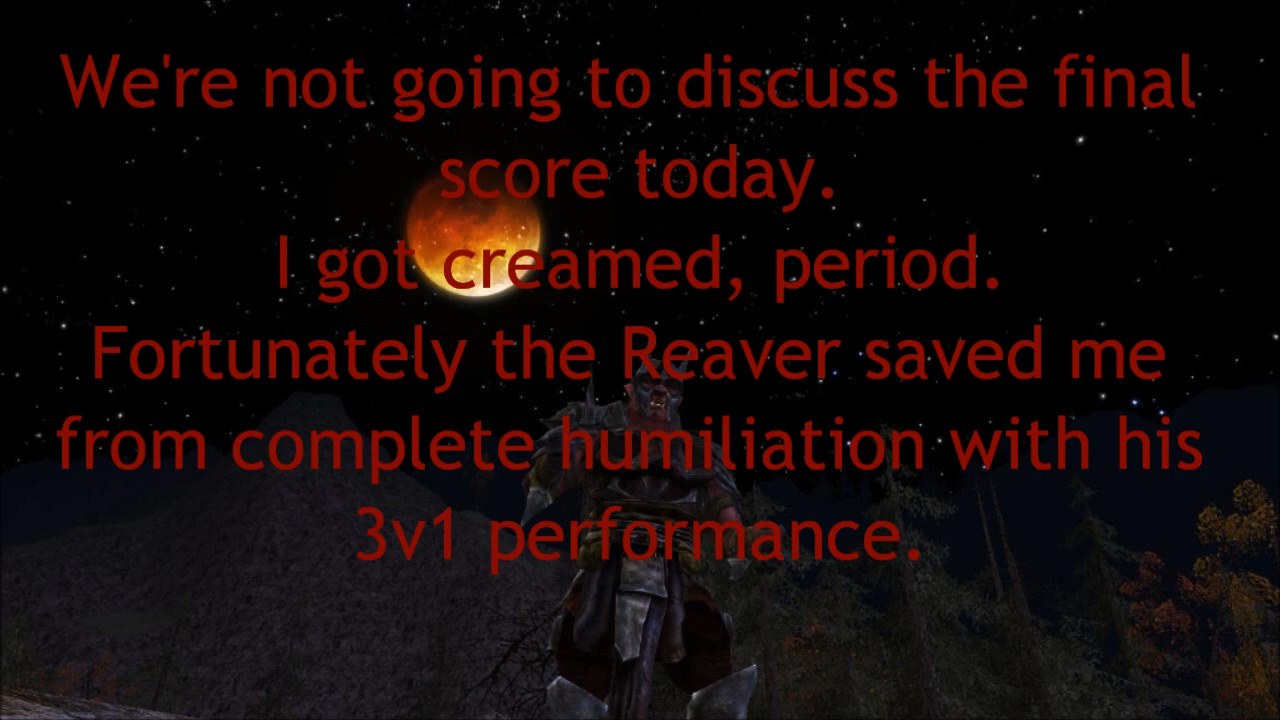 We're not going to discuss the final
score today.
I got creamed, period.
Fortunately the Reaver saved me
from complete humiliation with his
3v1 performance.